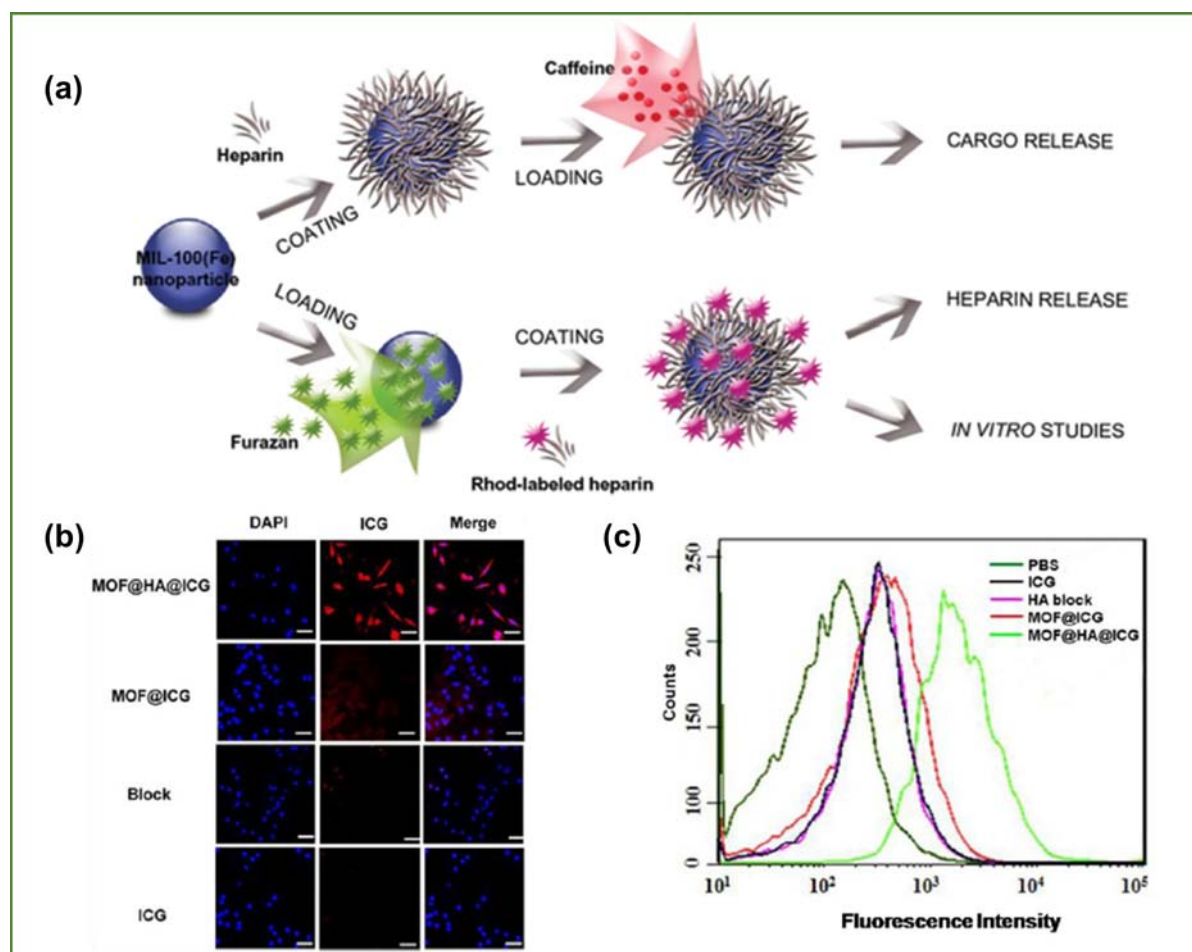 (a)
Caffeine
Heparin
LOADING
CARGO RELEASE
COATING
MIL-100(Fe)
nanoparticle
LOADING
COATING
HEPARIN RELEASE
Furazan
Rhod-labeled heparin
IN VITRO STUDIES
(b)
DAPI ICG Merge
MOF@HA@ICG
MOF@ICG
Block
ICG
(c)
250
200
150
100
0
Counts
PBS
ICG
HA block
MOF@ICG
MOF@HA@ICG
10¹ 10² 10³ 10⁴ 10⁵
Fluorescence Intensity